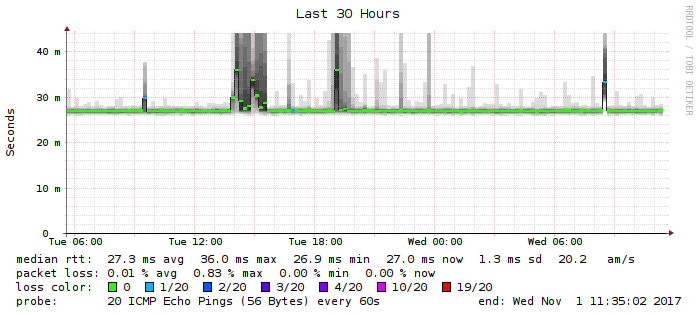 Last 30 Hours
RRDTOOL / TOBI OETIKER
Seconds
40 m
30 m
20 m
10 m
0
Tue 06:00 Tue 12:00 Tue 18:00 Wed 00:00 Wed 06:00
median rtt: 27.3 ms avg 36.0 ms max 26.9 ms min 27.0 ms now 1.3 ms sd 20.2 am/s
packet loss: 0.01 % avg 0.83 % max 0.00 % min 0.00 % now
loss color: 0 1/20 2/20 3/20 4/20 10/20 19/20
probe: 20 ICMP Echo Pings (56 Bytes) every 60s end: Wed Nov 1 11:35:02 2017